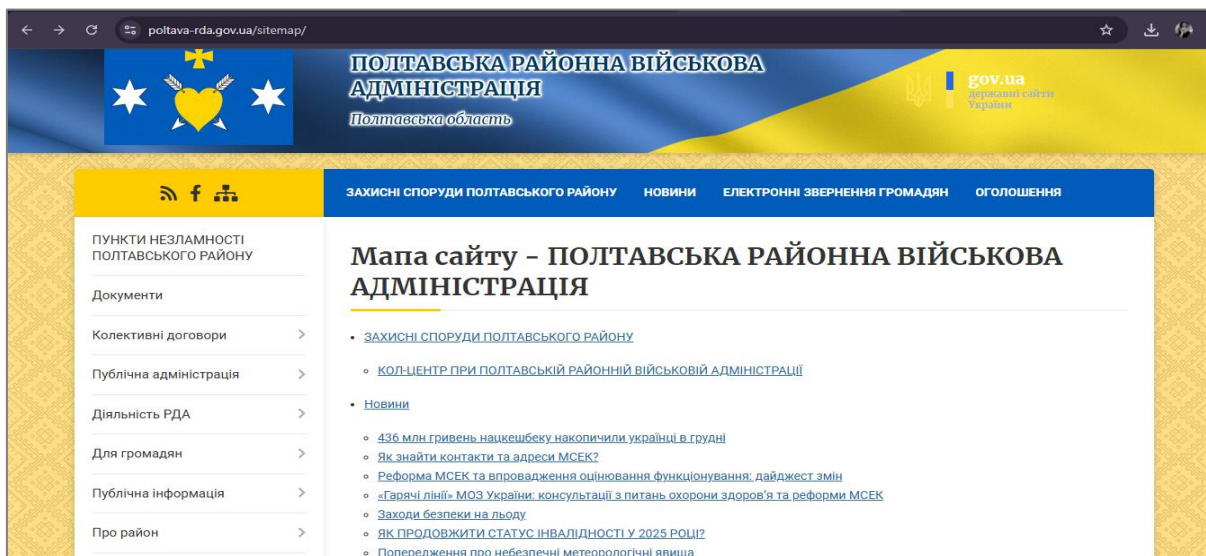 poltava-rda.gov.ua/sitemap/
ПОЛТАВСЬКА РАЙОННА ВІЙСЬКОВА
АДМІНІСТРАЦІЯ
Полтавська область
gov.ua
державні сайти
України
ЗАХИСНІ СПОРУДИ ПОЛТАВСЬКОГО РАЙОНУ НОВИНИ ЕЛЕКТРОННІ ЗВЕРНЕННЯ ГРОМАДЯН ОГОЛОШЕННЯ
ПУНКТИ НЕЗЛАМНОСТІ
ПОЛТАВСЬКОГО РАЙОНУ
Документи
Колективні договори
Публічна адміністрація
Діяльність РДА
Для громадян
Публічна інформація
Про район
Мапа сайту – ПОЛТАВСЬКА РАЙОННА ВІЙСЬКОВА
АДМІНІСТРАЦІЯ
ЗАХИСНІ СПОРУДИ ПОЛТАВСЬКОГО РАЙОНУ
КОЛ-ЦЕНТР ПРИ ПОЛТАВСЬКІЙ РАЙОННІЙ ВІЙСЬКОВІЙ АДМІНІСТРАЦІЇ
Новини
436 млн гривень нацкешбеку накопичили українці в грудні
Як знайти контакти та адреси МСЕК?
Реформа МСЕК та впровадження оцінювання функціонування: дайджест змін
«Гарячі лінії» МОЗ України: консультації з питань охорони здоров'я та реформи МСЕК
Заходи безпеки на льоду
ЯК ПРОДОВЖИТИ СТАТУС ІНВАЛІДНОСТІ У 2025 РОЦІ?
Попередження про небезпечні метеорологічні явища